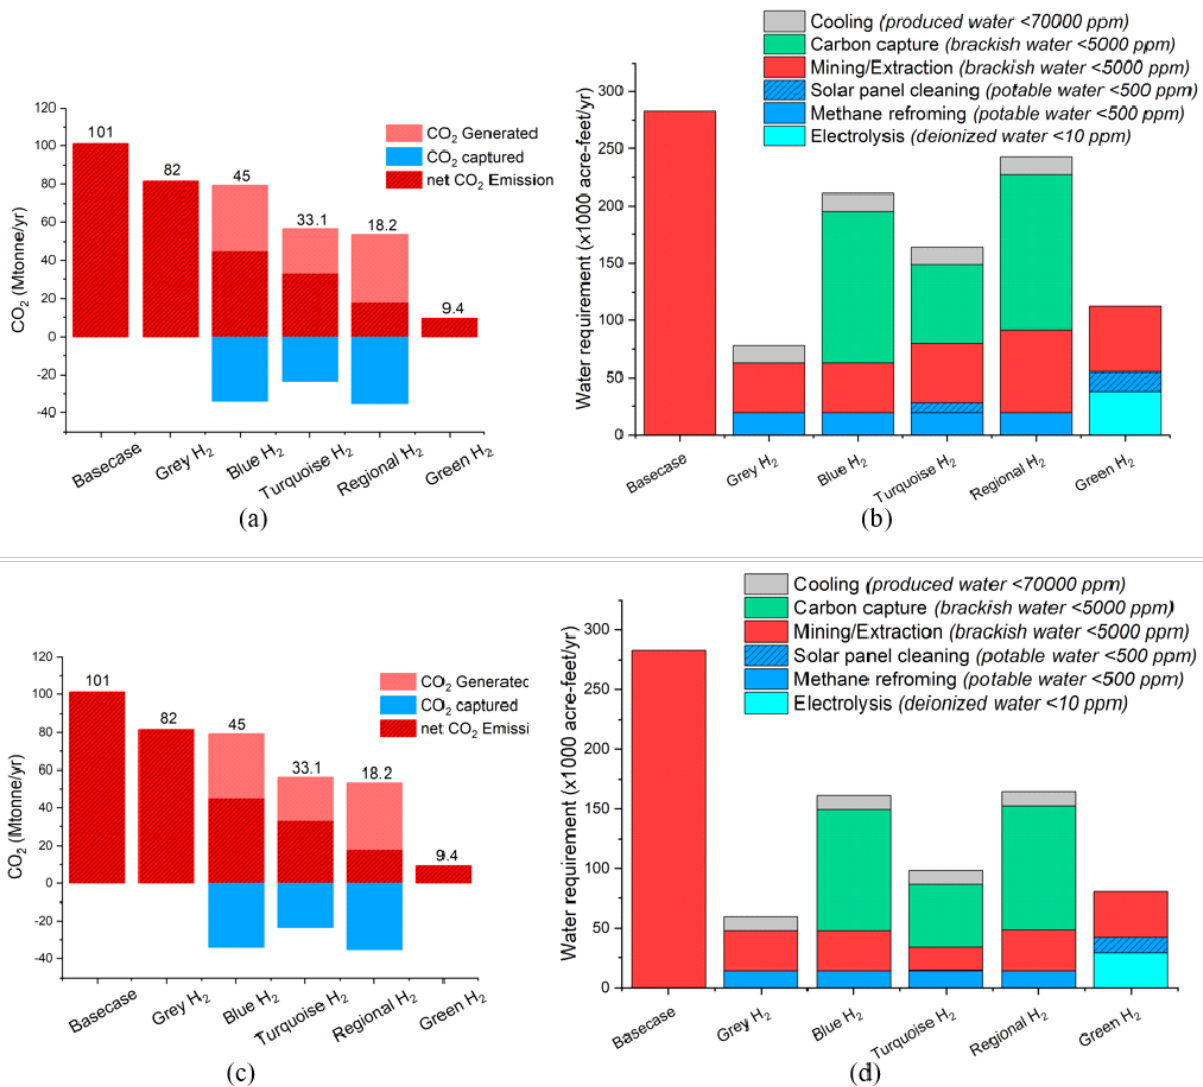 Cooling (produced water <70000 ppm)
Carbon capture (brackish water <5000 ppm)
Mining/Extraction (brackish water <5000 ppm)
Solar panel cleaning (potable water <500 ppm)
Methane refroming (potable water <500 ppm)
Electrolysis (deionized water <10 ppm)
CO2 Generated
CO2 captured
net CO2 Emission
120
100
80
60
40
20
0
-20
-40
CO2 (Mtonne/yr)
101
82
45
33.1
18.2
9.4
Basecase
Grey H2
Blue H2
Turquoise H2
Regional H2
Green H2
(a)
300
250
200
150
100
50
0
Water requirement (x1000 acre-feet/yr)
Basecase
Grey H2
Blue H2
Turquoise H2
Regional H2
Green H2
(b)
Cooling (produced water <70000 ppm)
Carbon capture (brackish water <5000 ppm)
Mining/Extraction (brackish water <5000 ppm)
Solar panel cleaning (potable water <500 ppm)
Methane refroming (potable water <500 ppm)
Electrolysis (deionized water <10 ppm)
CO2 Generated
CO2 captured
net CO2 Emissi
120
100
80
60
40
20
0
-20
-40
CO2 (Mtonne/yr)
101
82
45
33.1
18.2
9.4
Basecase
Grey H2
Blue H2
Turquoise H2
Regional H2
Green H2
(c)
300
250
200
150
100
50
0
Water requirement (x1000 acre-feet/yr)
Basecase
Grey H2
Blue H2
Turquoise H2
Regional H2
Green H2
(d)